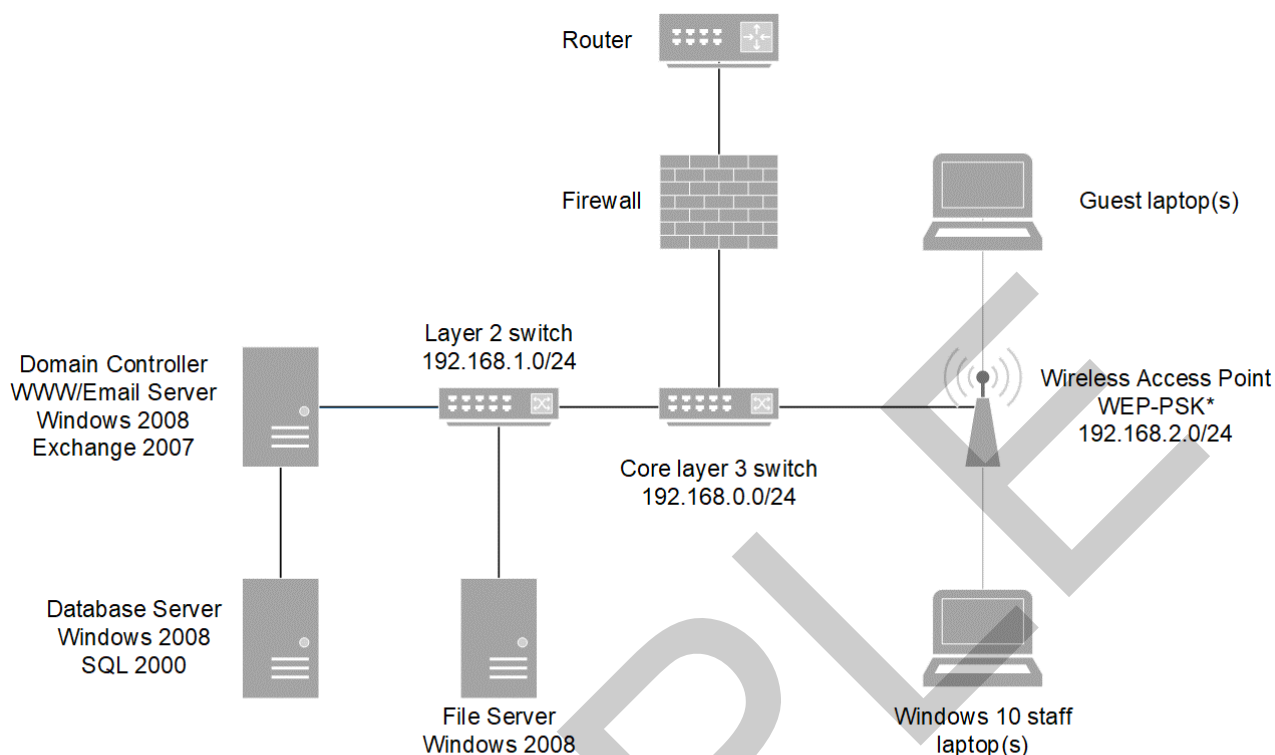 Router
Firewall
Guest laptop(s)
Layer 2 switch
192.168.1.0/24
Domain Controller
WWW/Email Server
Windows 2008
Exchange 2007
Wireless Access Point
WEP-PSK*
192.168.2.0/24
Core layer 3 switch
192.168.0.0/24
Database Server
Windows 2008
SQL 2000
File Server
Windows 2008
Windows 10 staff
laptop(s)
PLE